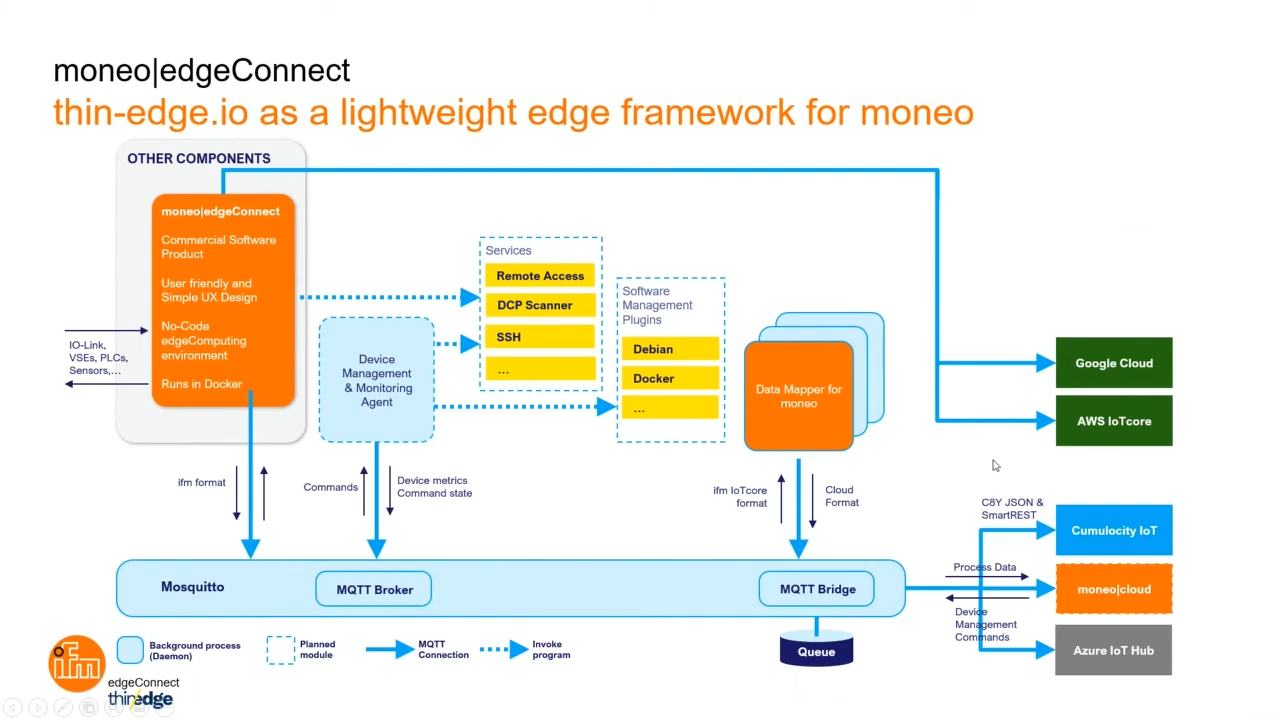 moneo|edgeConnect
thin-edge.io as a lightweight edge framework for moneo
OTHER COMPONENTS
moneo|edgeConnect
Commercial Software
Product
User friendly and
Simple UX Design
No-Code
edgeComputing
environment
Runs in Docker
IO-Link,
VSEs, PLCs,
Sensors,...
Device
Management
& Monitoring
Agent
Services
Remote Access
DCP Scanner
SSH
...
Software
Management
Plugins
Debian
Docker
...
Data Mapper for
moneo
Google Cloud
AWS IoTcore
ifm format
Commands
Device metrics
Command state
ifm IoTcore
format
Cloud
Format
C8Y JSON &
SmartREST
Cumulocity IoT
Process Data
moneo|cloud
Device
Management
Commands
Azure IoT Hub
Mosquitto
MQTT Broker
MQTT Bridge
Queue
Background process
(Daemon)
Planned
module
MQTT
Connection
Invoke
program
ifm
edgeConnect
thinedge